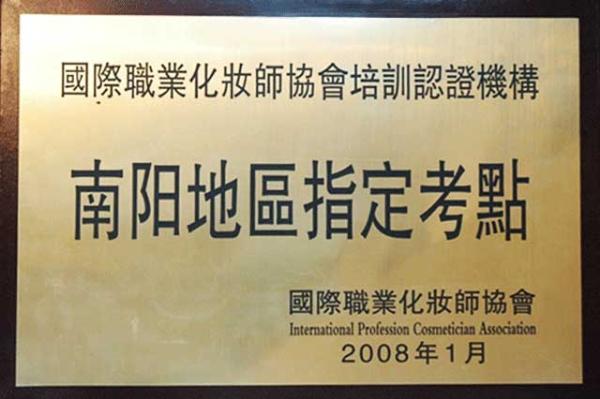 國際職業化妝師協會培訓認證機構
南阳地區指定考點
國際職業化妝師協會
International Profession Cosmetician Association
2008年1月